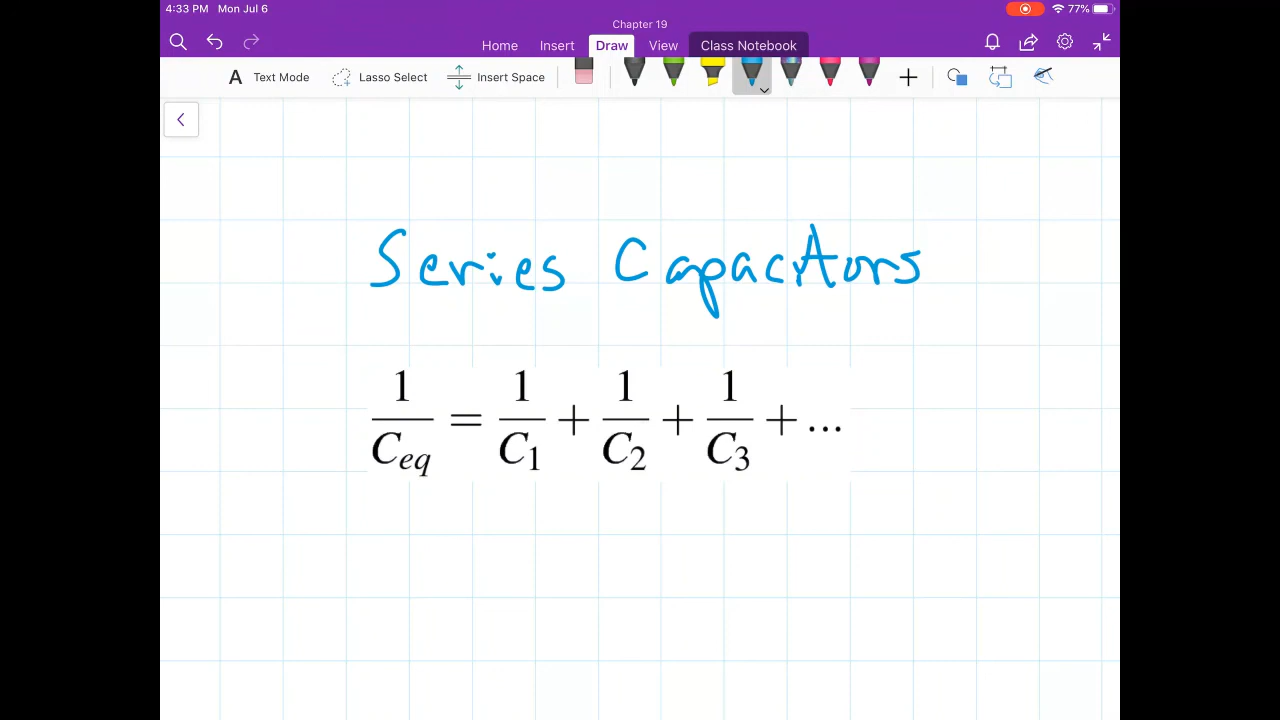 4:33 PM Mon Jul 6 77%
Chapter 19
Home Insert Draw View Class Notebook
A Text Mode Lasso Select Insert Space
Series Capacitors
1/C_eq = 1/C_1 + 1/C_2 + 1/C_3 + ...